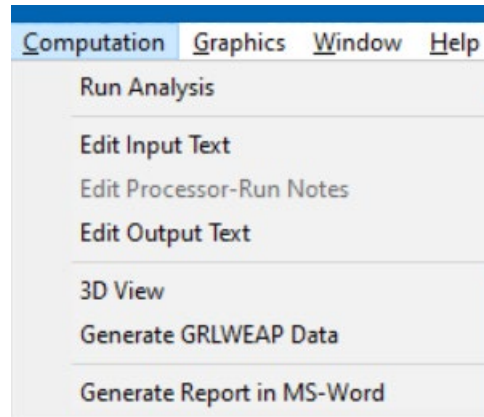 Computation Graphics Window Help
Run Analysis
Edit Input Text
Edit Processor-Run Notes
Edit Output Text
3D View
Generate GRLWEAP Data
Generate Report in MS-Word